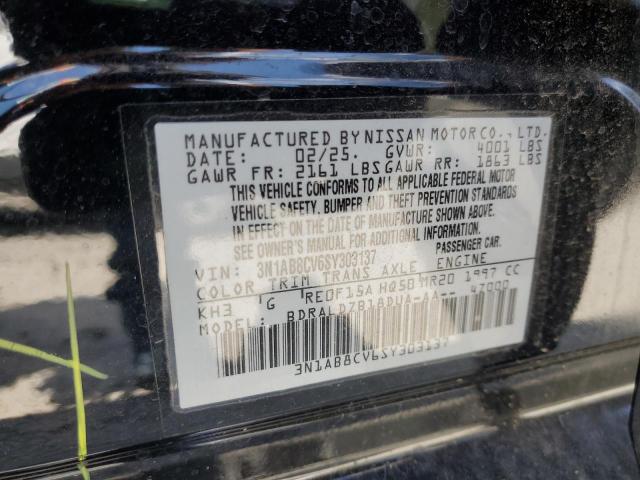 MANUFACTURED BY NISSAN MOTOR CO., LTD.
DATE: 02/25. GVWR: 4001 LBS
GAWR FR: 2161 LBS GAWR RR: 1863 LBS
THIS VEHICLE CONFORMS TO ALL APPLICABLE FEDERAL MOTOR
VEHICLE SAFETY, BUMPER AND THEFT PREVENTION STANDARDS
IN EFFECT ON THE DATE OF MANUFACTURE SHOWN ABOVE.
SEE OWNER'S MANUAL FOR ADDITIONAL INFORMATION.
VIN: 3N1AB8CV6SY303137 PASSENGER CAR.
COLOR TRIM TRANS AXLE ENGINE
KH3 G RE0F15A HQ58 MR20 1997 CC
MODEL: BDRALDZB18DUA-AA-- 47000
3N1AB8CV6SY303137